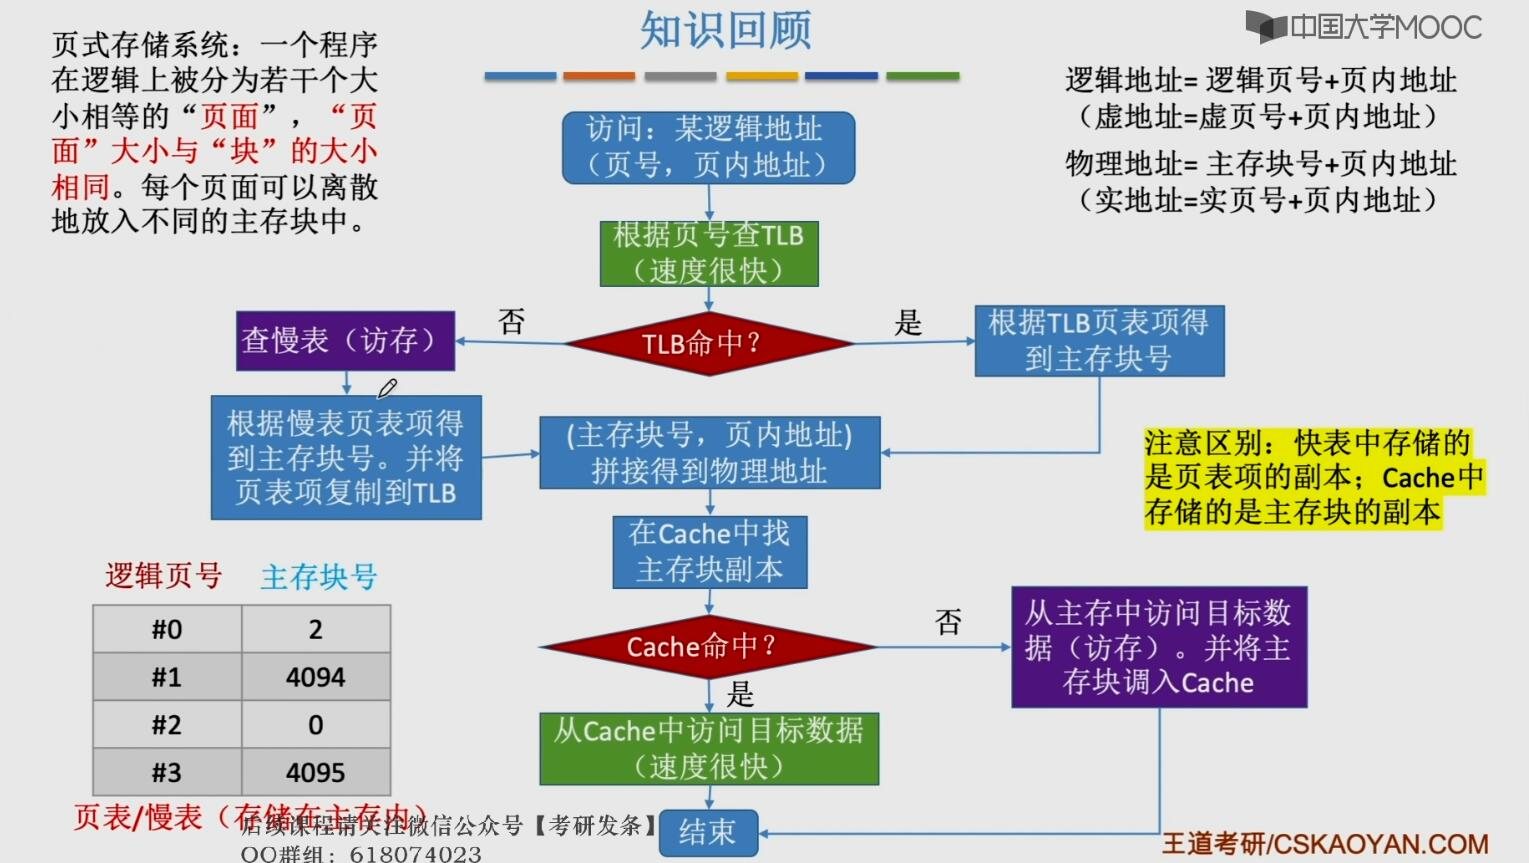 知识回顾
中国大学MOOC
页式存储系统：一个程序
在逻辑上被分为若干个大
小相等的“页面”，“页
面”大小与“块”的大小
相同。每个页面可以离散
地放入不同的主存块中。
逻辑地址= 逻辑页号+页内地址
（虚地址=虚页号+页内地址）
物理地址= 主存块号+页内地址
（实地址=实页号+页内地址）
访问：某逻辑地址
（页号，页内地址）
根据页号查TLB
（速度很快）
TLB命中？
否
是
查慢表（访存）
根据TLB页表项得
到主存块号
根据慢表页表项得
到主存块号。并将
页表项复制到TLB
(主存块号，页内地址)
拼接得到物理地址
注意区别：快表中存储的
是页表项的副本；Cache中
存储的是主存块的副本
在Cache中找
主存块副本
Cache命中？
否
是
从主存中访问目标数
据（访存）。并将主
存块调入Cache
从Cache中访问目标数据
（速度很快）
结束
逻辑页号 主存块号
#0 2
#1 4094
#2 0
#3 4095
页表/慢表（存储在主存内）
后续课程请关注微信公众号【考研发条】
QQ群组：618074023
王道考研/CSKAOYAN.COM